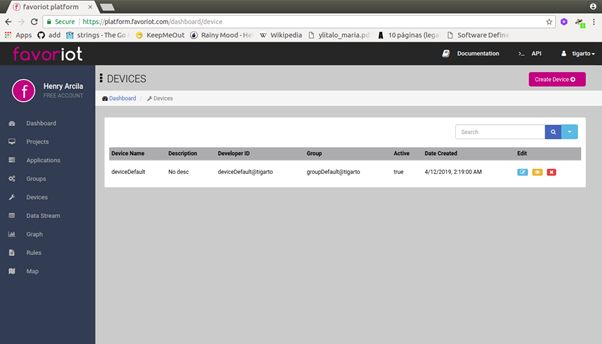 favoriot platform
Secure https://platform.favoriot.com/dashboard/device
Apps add strings - The Go KeepMeOut Rainy Mood - He Wikipedia ylitalo_maria.pd 10 páginas (lega Software Define
favoriot Documentation API tigarto
Henry Arcila
FREE ACCOUNT
DEVICES
Create Device
Dashboard / Devices
Dashboard
Projects
Applications
Groups
Devices
Data Stream
Graph
Rules
Map
Search
Device Name Description Developer ID Group Active Date Created Edit
deviceDefault No desc deviceDefault@tigarto groupDefault@tigarto true 4/12/2019, 2:19:00 AM